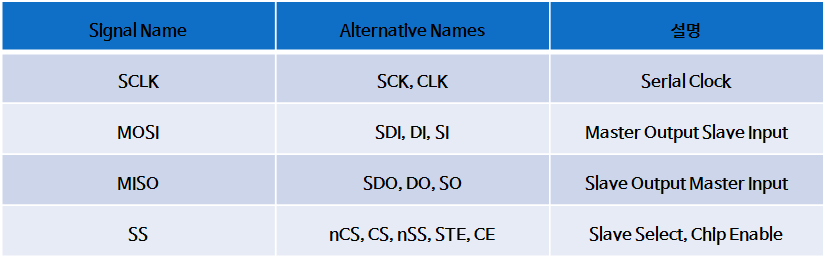 Signal Name Alternative Names 설명
SCLK SCK, CLK Serial Clock
MOSI SDI, DI, SI Master Output Slave Input
MISO SDO, DO, SO Slave Output Master Input
SS nCS, CS, nSS, STE, CE Slave Select, Chip Enable